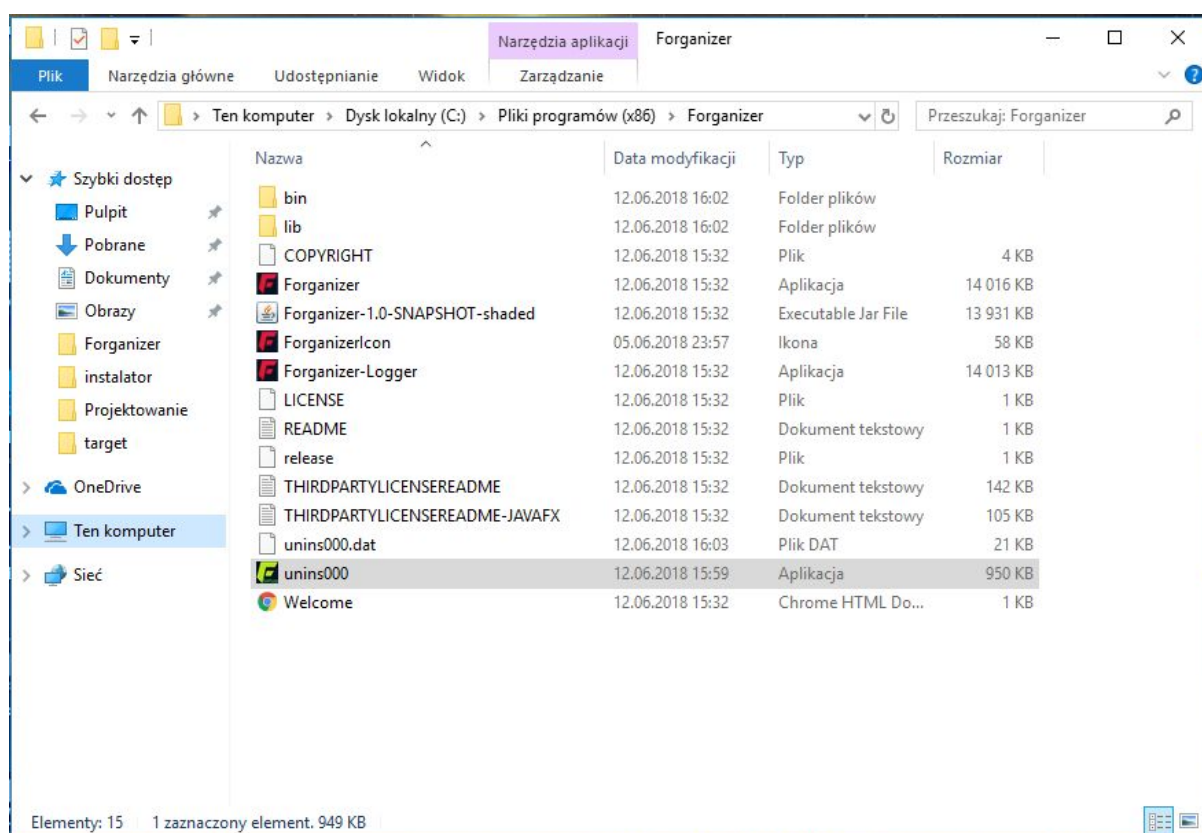 Narzędzia aplikacji Forganizer
Plik Narzędzia główne Udostępnianie Widok Zarządzanie
Ten komputer Dysk lokalny (C:) Pliki programów (x86) Forganizer Przeszukaj: Forganizer
Nazwa Data modyfikacji Typ Rozmiar
Szybki dostęp
Pulpit
Pobrane
Dokumenty
Obrazy
Forganizer
instalator
Projektowanie
target
OneDrive
Ten komputer
Sieć
bin 12.06.2018 16:02 Folder plików
lib 12.06.2018 16:02 Folder plików
COPYRIGHT 12.06.2018 15:32 Plik 4 KB
Forganizer 12.06.2018 15:32 Aplikacja 14 016 KB
Forganizer-1.0-SNAPSHOT-shaded 12.06.2018 15:32 Executable Jar File 13 931 KB
ForganizerIcon 05.06.2018 23:57 Ikona 58 KB
Forganizer-Logger 12.06.2018 15:32 Aplikacja 14 013 KB
LICENSE 12.06.2018 15:32 Plik 1 KB
README 12.06.2018 15:32 Dokument tekstowy 1 KB
release 12.06.2018 15:32 Plik 1 KB
THIRDPARTYLICENSEREADME 12.06.2018 15:32 Dokument tekstowy 142 KB
THIRDPARTYLICENSEREADME-JAVAFX 12.06.2018 15:32 Dokument tekstowy 105 KB
unins000.dat 12.06.2018 16:03 Plik DAT 21 KB
unins000 12.06.2018 15:59 Aplikacja 950 KB
Welcome 12.06.2018 15:32 Chrome HTML Do... 1 KB
Elementy: 15 1 zaznaczony element. 949 KB